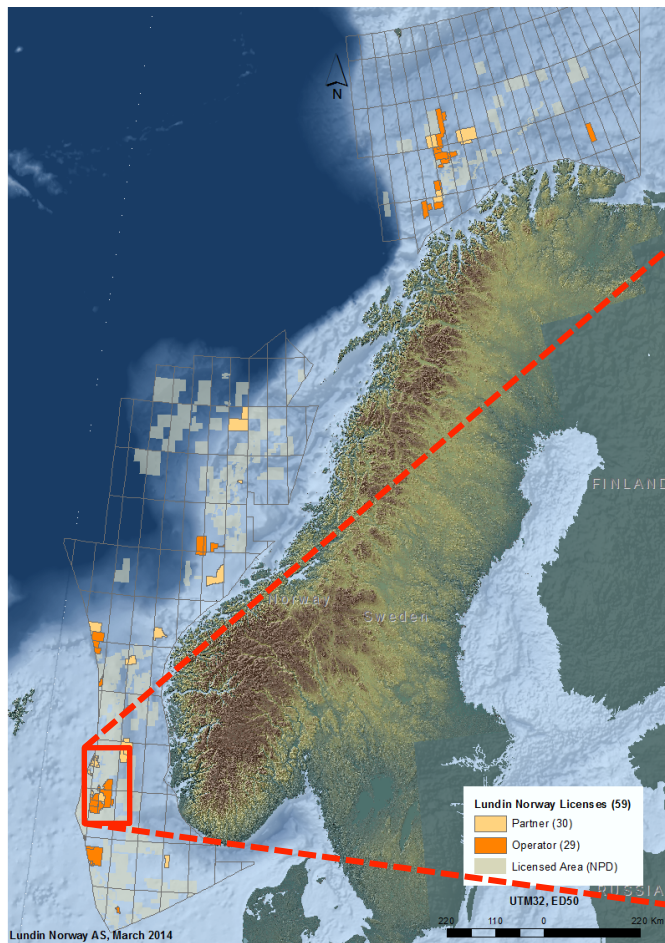 N
FINLAND
Norway
Sweden
Lundin Norway Licenses (59)
Partner (30)
Operator (29)
Licensed Area (NPD)
RUSSIA
UTM32, ED50
220 110 0 220 Km
Lundin Norway AS, March 2014